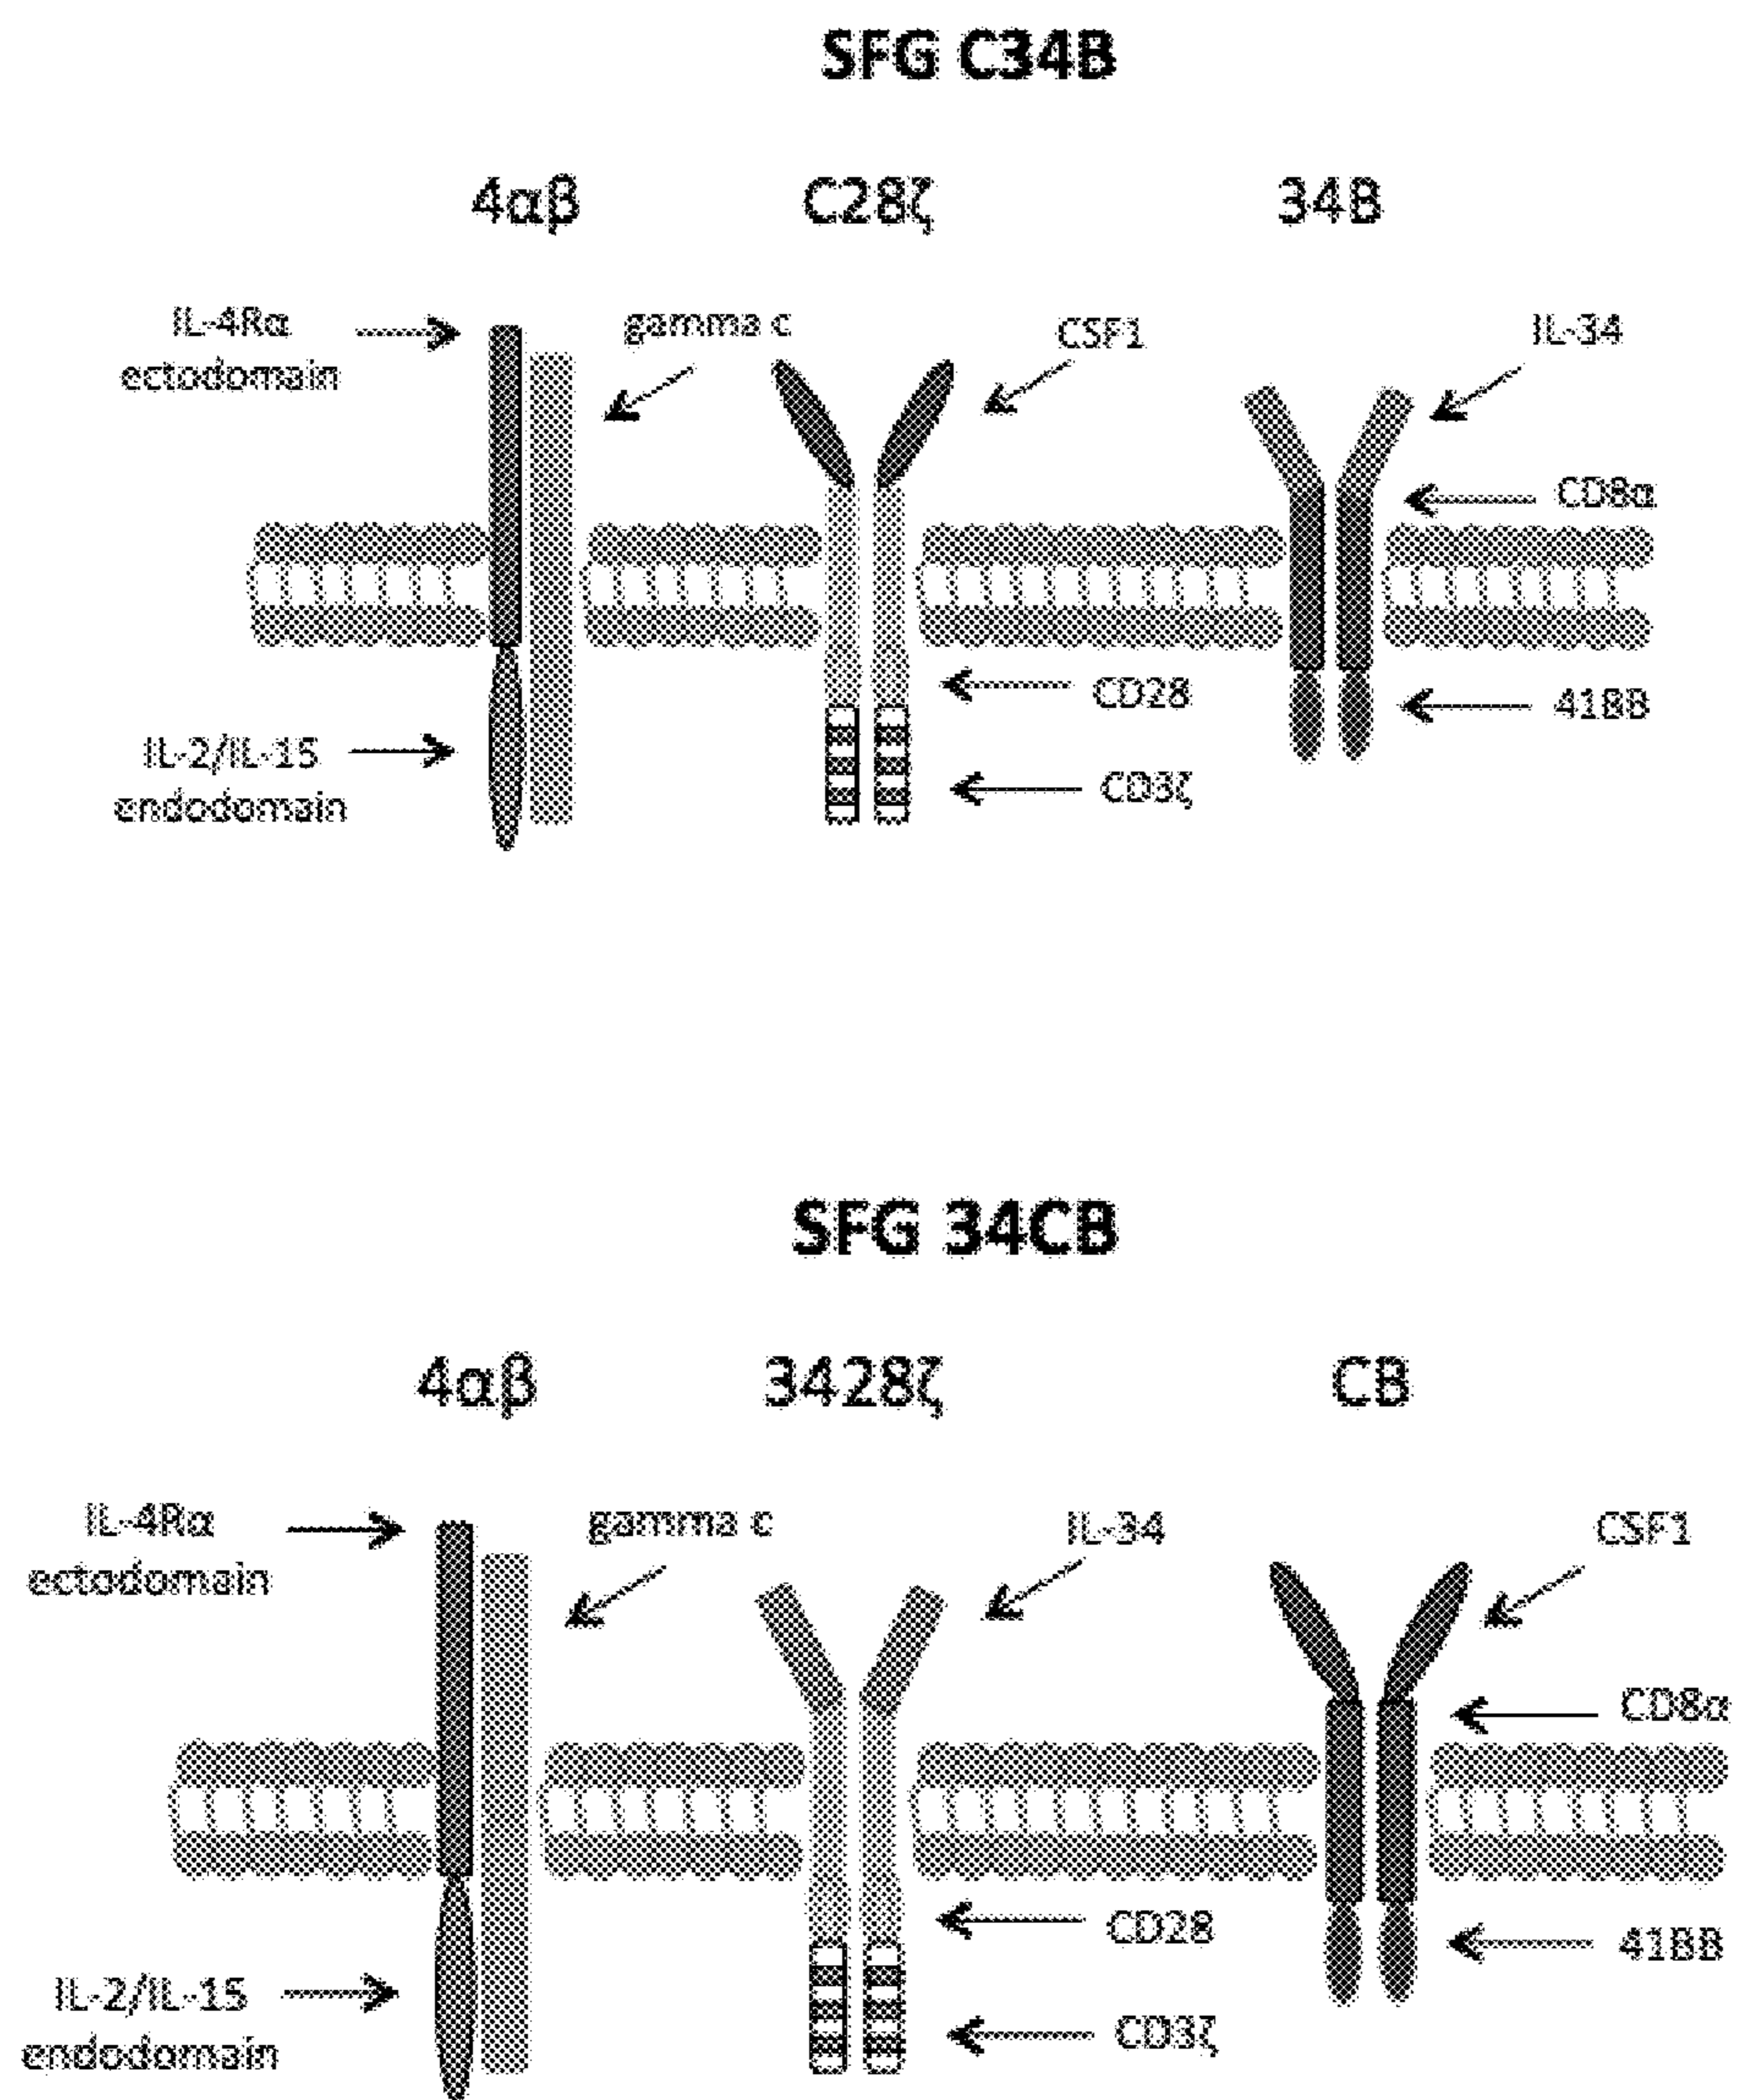 SFG C34B
4αβ
C28ζ
34B
IL-4Rα
ectodomain
gamma c
CSF1
IL-34
CD8α
CD28
41BB
IL-2/IL-15
endodomain
CD3ζ
SFG 34CB
4αβ
3428ζ
CB
IL-4Rα
ectodomain
gamma c
IL-34
CSF1
CD8α
CD28
41BB
IL-2/IL-15
endodomain
CD3ζ